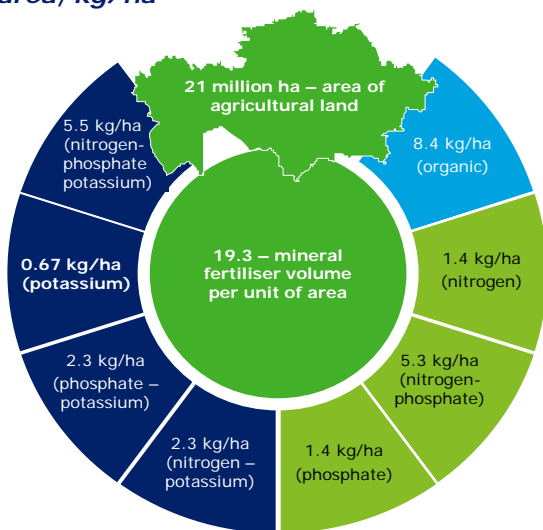 area, kg/ha
21 million ha – area of
agricultural land
5.5 kg/ha
(nitrogen-
phosphate
potassium)
8.4 kg/ha
(organic)
0.67 kg/ha
(potassium)
19.3 – mineral
fertiliser volume
per unit of area
1.4 kg/ha
(nitrogen)
2.3 kg/ha
(phosphate –
potassium)
5.3 kg/ha
(nitrogen-
phosphate)
2.3 kg/ha
(nitrogen –
potassium)
1.4 kg/ha
(phosphate)